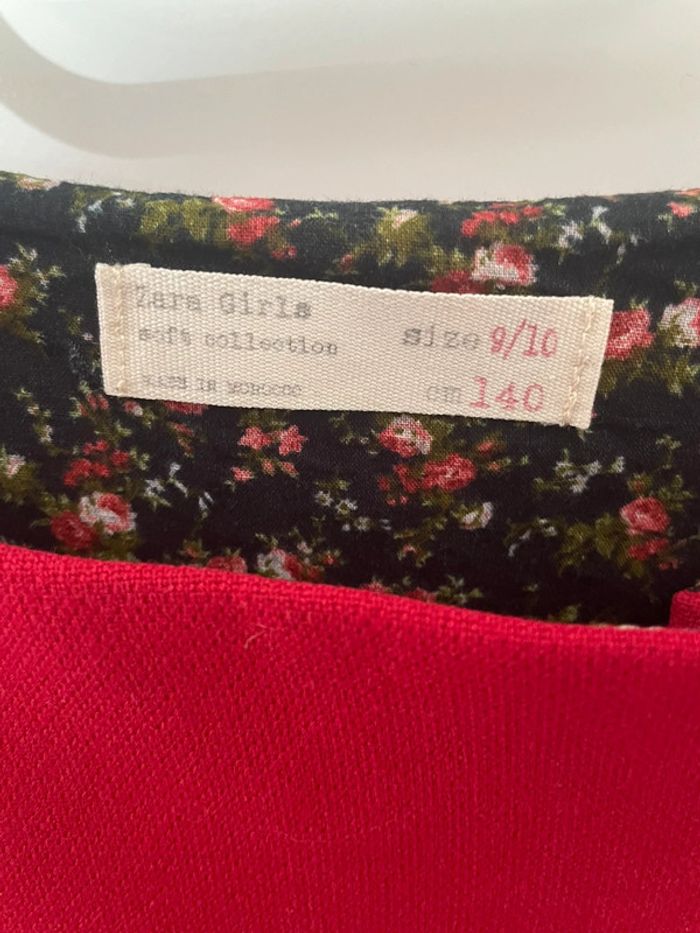 Zara Girls
soft collection
MADE IN MOROCCO
size 9/10
cm 140